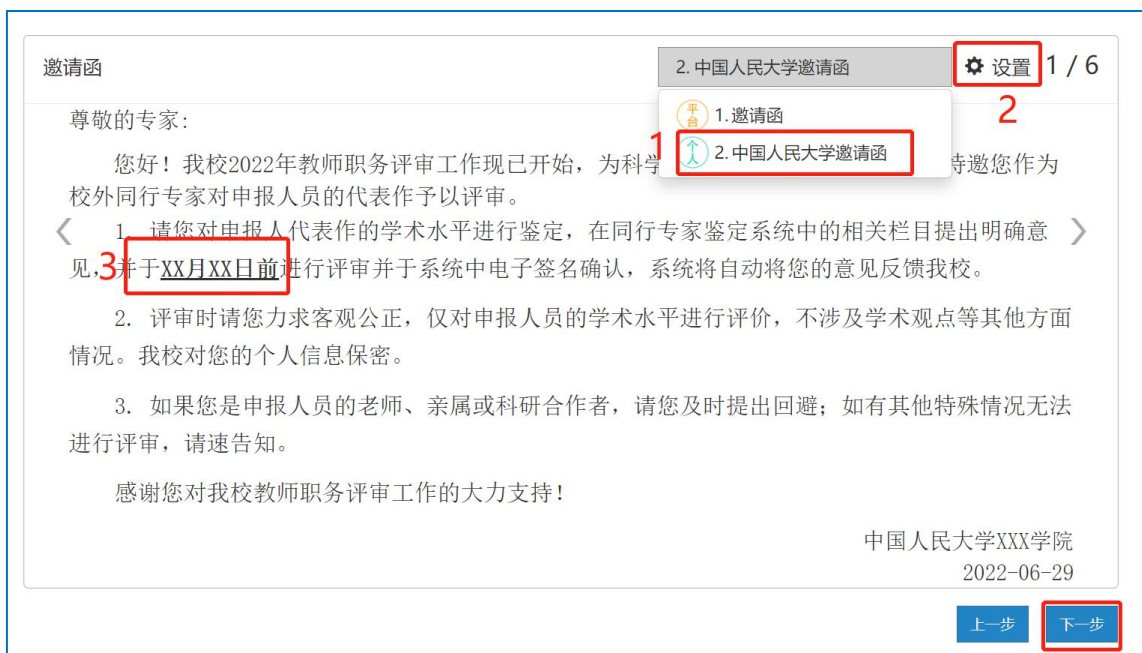 邀请函
2. 中国人民大学邀请函
设置
1 / 6
2
平台 1. 邀请函
1
个人 2. 中国人民大学邀请函
尊敬的专家:
您好! 我校2022年教师职务评审工作现已开始, 为科学 特邀您作为
校外同行专家对申报人员的代表作予以评审。
1. 请您对申报人代表作的学术水平进行鉴定, 在同行专家鉴定系统中的相关栏目提出明确意
3
见, 并于XX月XX日前进行评审并于系统中电子签名确认, 系统将自动将您的意见反馈我校。
2. 评审时请您力求客观公正, 仅对申报人员的学术水平进行评价, 不涉及学术观点等其他方面
情况。我校对您的个人信息保密。
3. 如果您是申报人员的老师、亲属或科研合作者, 请您及时提出回避; 如有其他特殊情况无法
进行评审, 请速告知。
感谢您对我校教师职务评审工作的大力支持!
中国人民大学XXX学院
2022-06-29
上一步
下一步